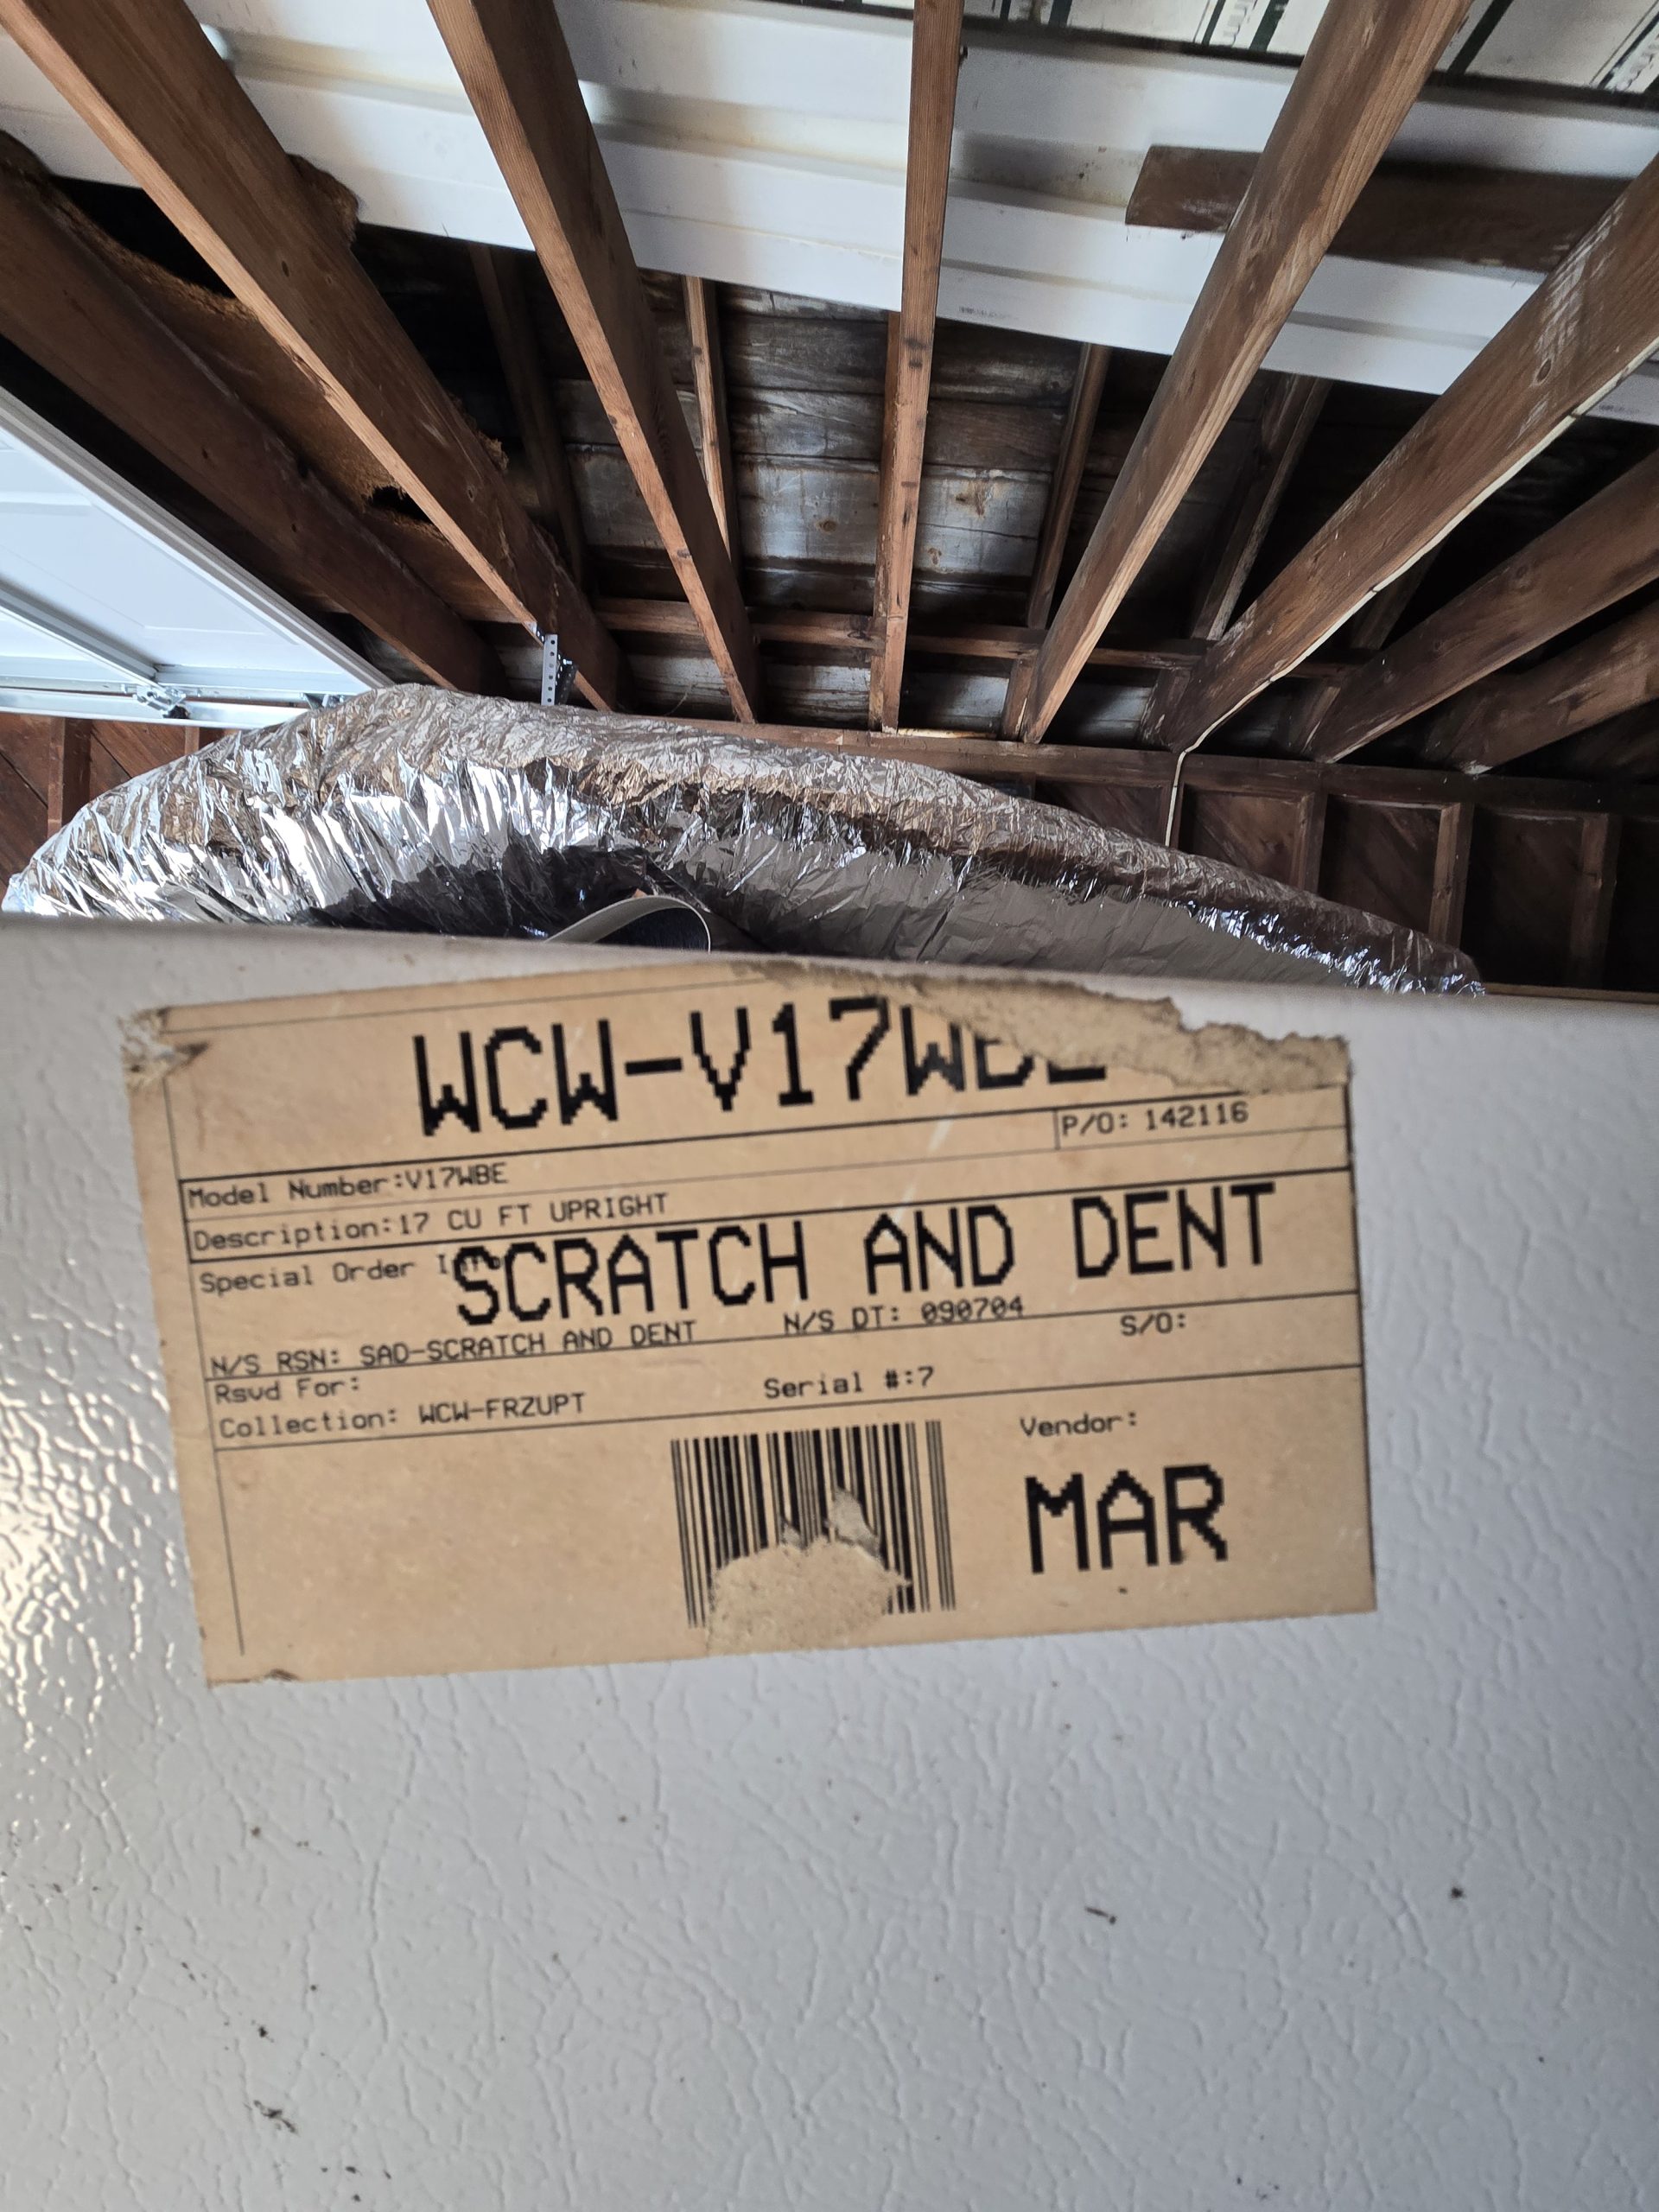 WCW-V17WBE
P/O: 142116
Model Number:V17WBE
Description:17 CU FT UPRIGHT
Special Order
SCRATCH AND DENT
N/S RSN: SAD-SCRATCH AND DENT N/S DT: 090704
S/O:
Rsvd For:
Collection: WCW-FRZUPT Serial #:7
Vendor:
MAR